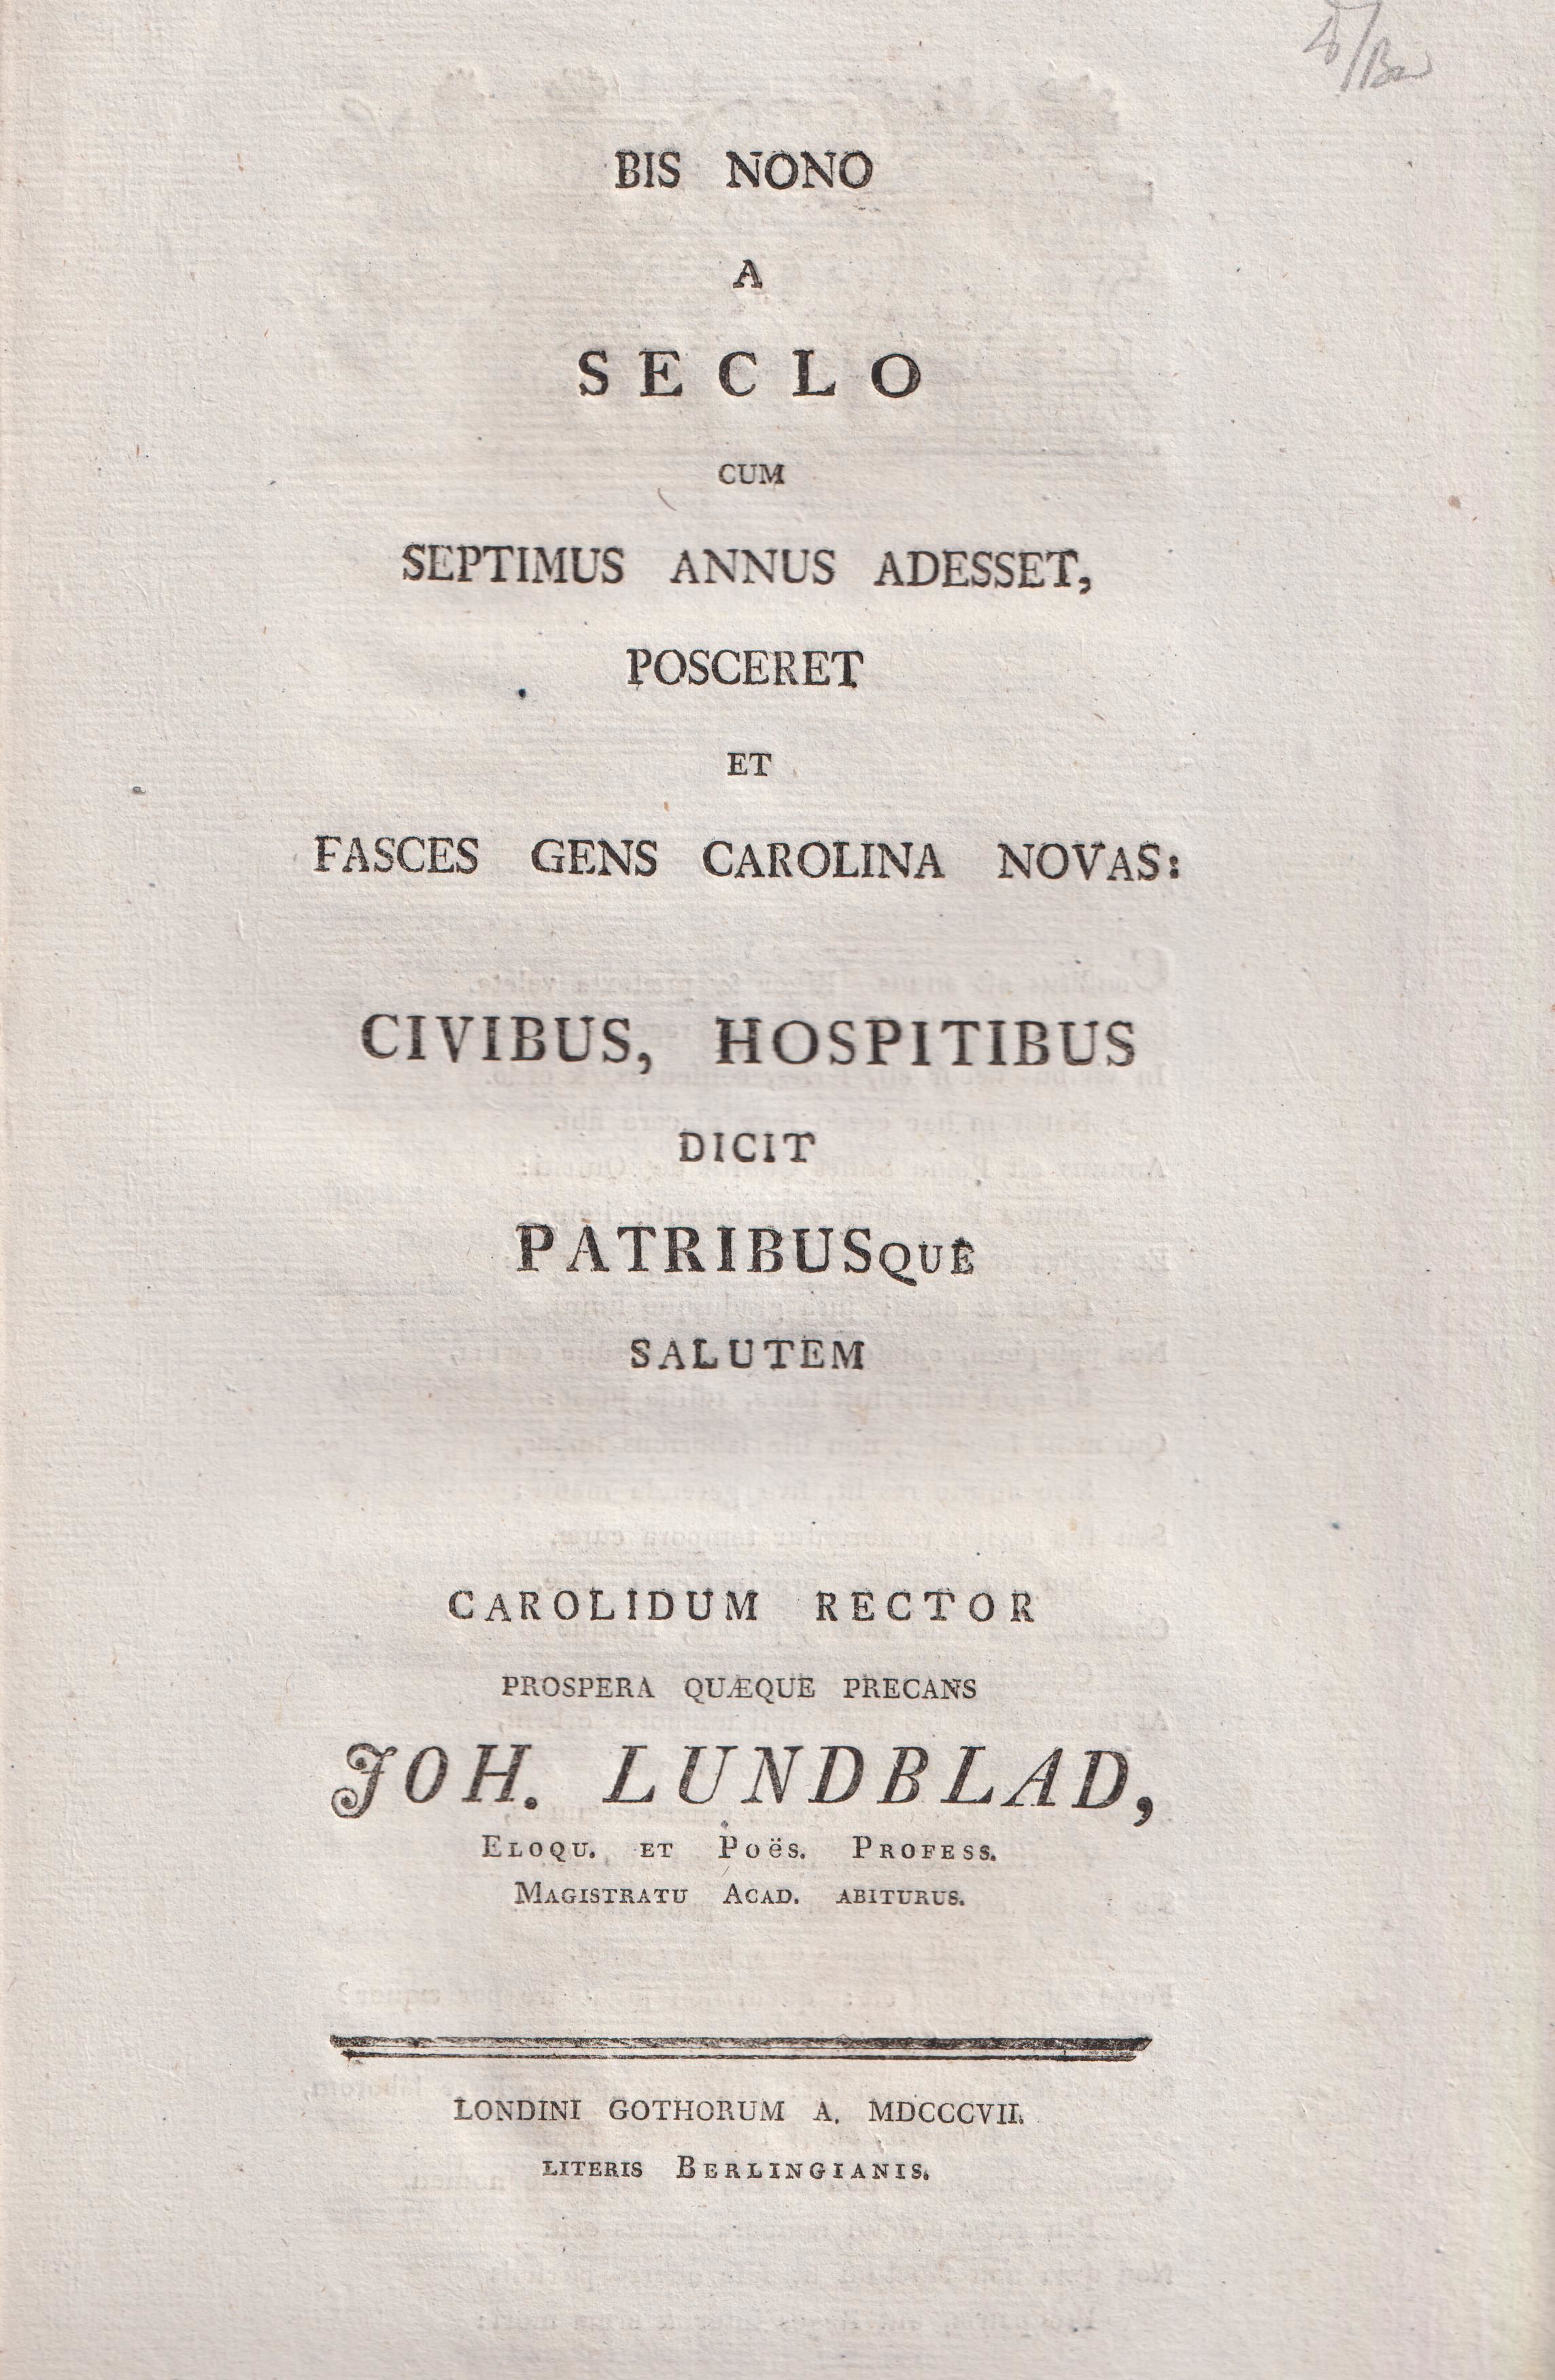 BIS NONO
A
SECLO
CUM
SEPTIMUS ANNUS ADESSET,
POSCERET
ET
FASCES GENS CAROLINA NOVAS:
CIVIBUS, HOSPITIBUS
DICIT
PATRIBUSQUE
SALUTEM
CAROLIDUM RECTOR
PROSPERA QUÆQUE PRECANS
JOH. LUNDBLAD,
ELOQU. ET POËS. PROFESS.
MAGISTRATU ACAD. ABITURUS.
LONDINI GOTHORUM A. MDCCCVII.
LITERIS BERLINGIANIS.